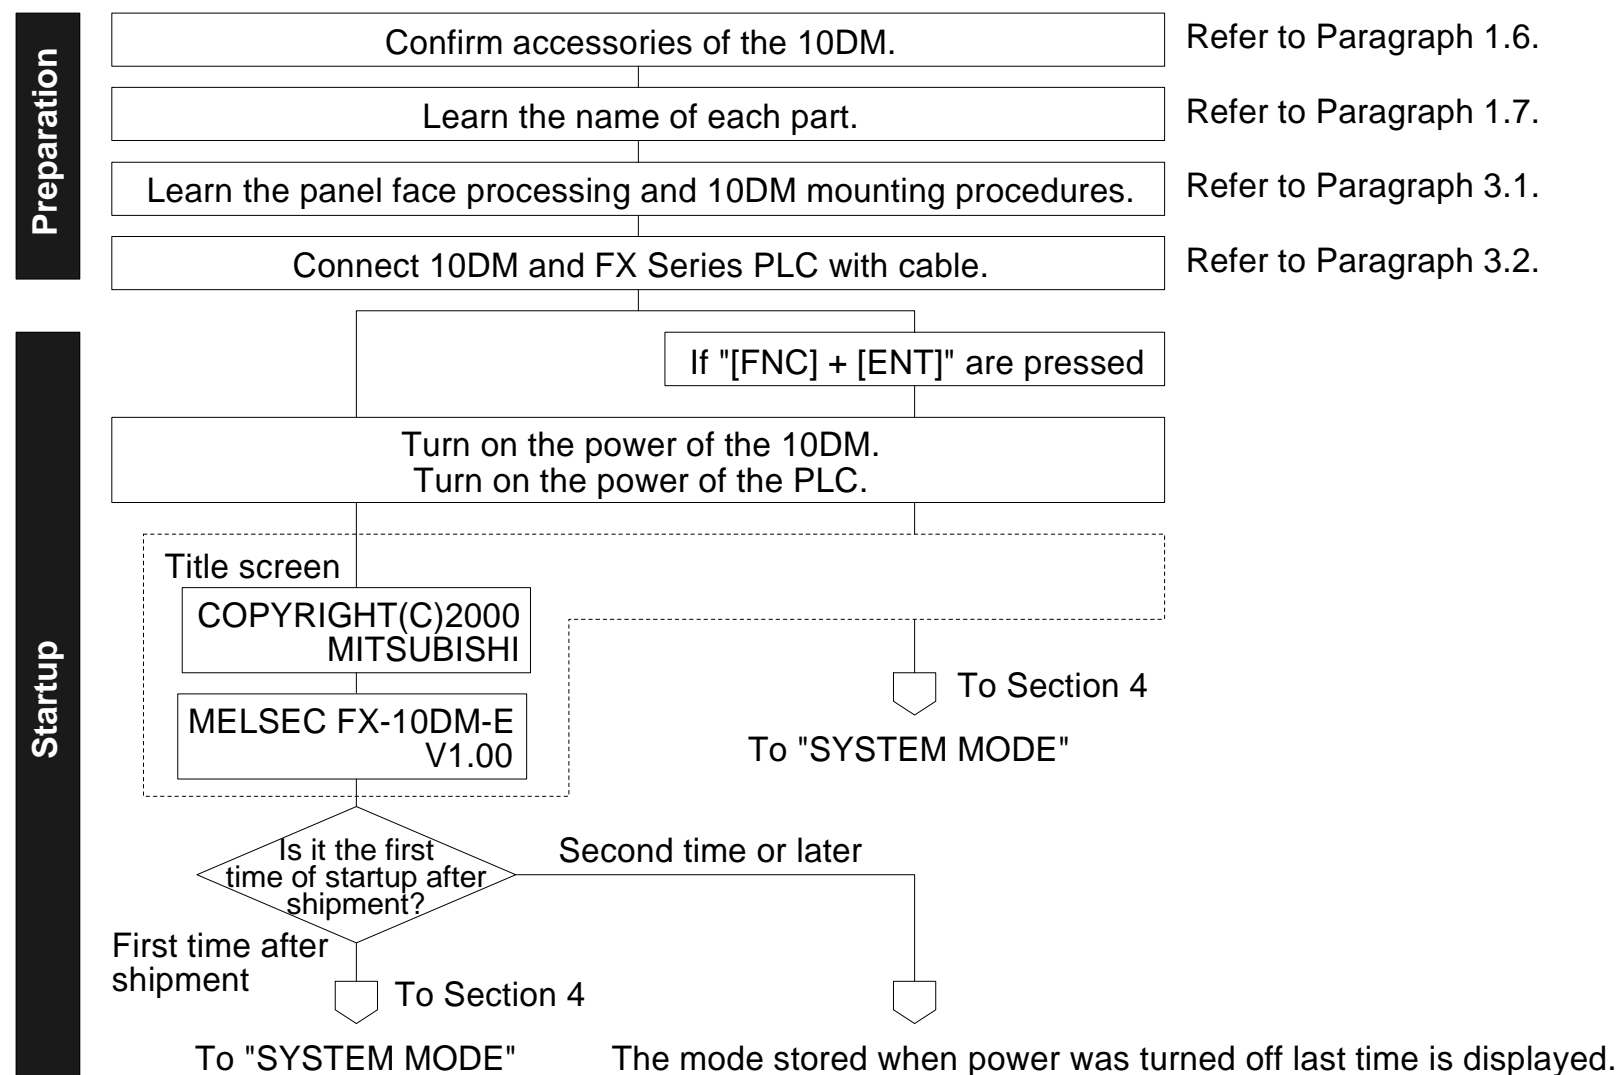 Preparation
Confirm accessories of the 10DM.
Refer to Paragraph 1.6.
Learn the name of each part.
Refer to Paragraph 1.7.
Learn the panel face processing and 10DM mounting procedures.
Refer to Paragraph 3.1.
Connect 10DM and FX Series PLC with cable.
Refer to Paragraph 3.2.
Startup
If "[FNC] + [ENT]" are pressed
Turn on the power of the 10DM.
Turn on the power of the PLC.
Title screen
COPYRIGHT(C)2000
MITSUBISHI
MELSEC FX-10DM-E
V1.00
To Section 4
To "SYSTEM MODE"
Is it the first
time of startup after
shipment?
Second time or later
First time after
shipment
To Section 4
To "SYSTEM MODE"
The mode stored when power was turned off last time is displayed.